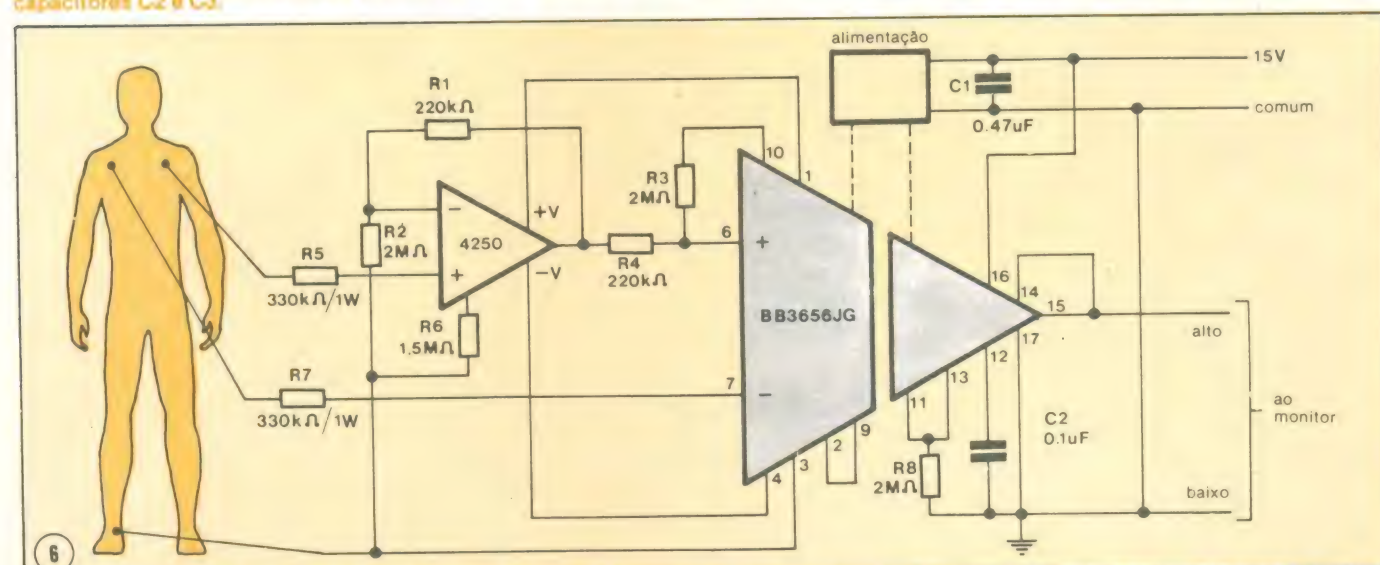 capacitores C2 e C3.
alimentação
15V
C1
0.47uF
comum
R1
220kΩ
10
1
R3
2MΩ
+V
4250
−
+
−V
R2
2MΩ
R4
220kΩ
6
+
R5
330kΩ/1W
R6
1,5MΩ
BB3656JG
16
14
15
17
alto
12
13
11
7
−
R7
330kΩ/1W
9
2
3
4
C2
0.1uF
ao
monitor
R8
2MΩ
baixo
6